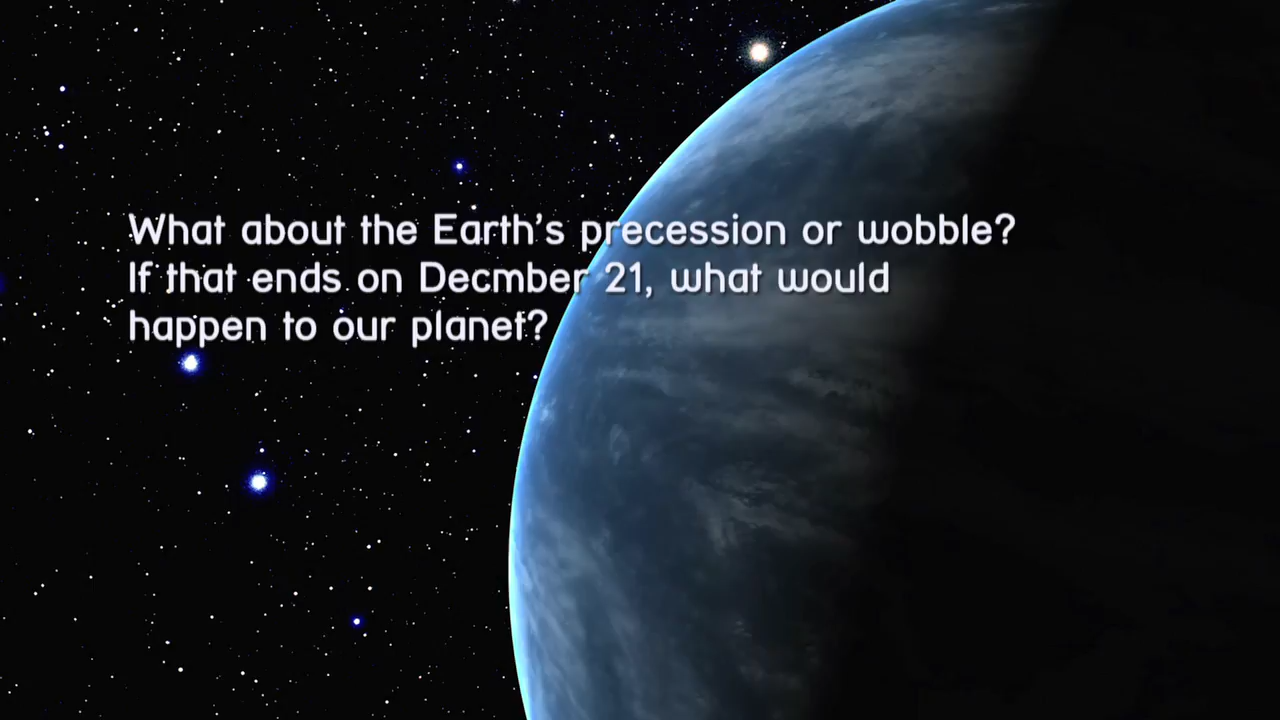 What about the Earth's precession or wobble?
If that ends on Decmber 21, what would
happen to our planet?